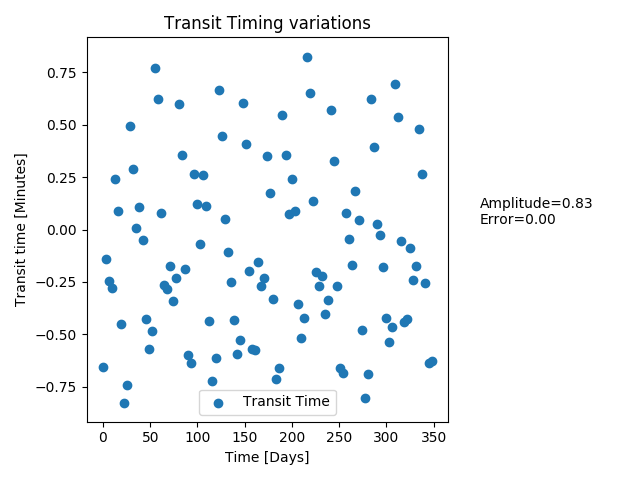 Transit Timing variations
Transit time [Minutes]
0.75
0.50
0.25
0.00
−0.25
−0.50
−0.75
Amplitude=0.83
Error=0.00
Transit Time
0 50 100 150 200 250 300 350
Time [Days]